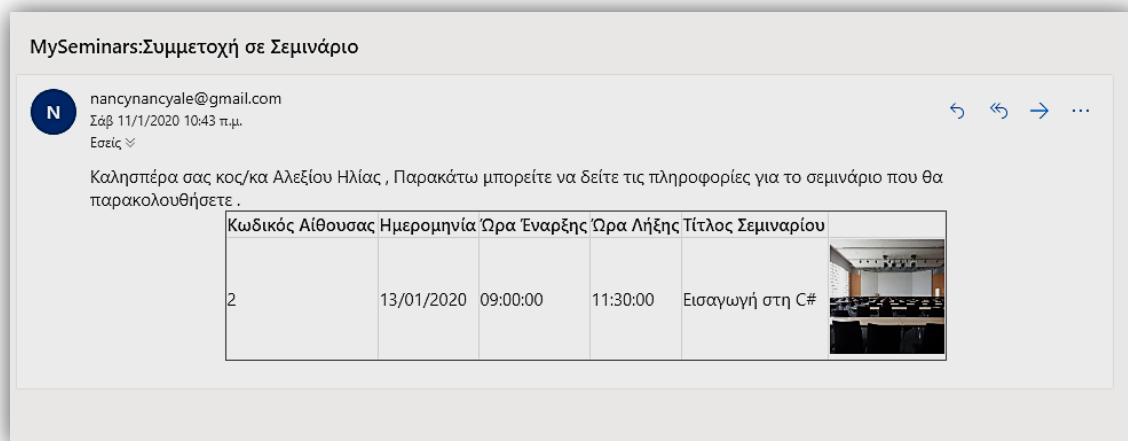 MySeminars:Συμμετοχή σε Σεμινάριο
N
nancynancyale@gmail.com
Σάβ 11/1/2020 10:43 π.μ.
Εσείς
Καλησπέρα σας κος/κα Αλεξίου Ηλίας , Παρακάτω μπορείτε να δείτε τις πληροφορίες για το σεμινάριο που θα
παρακολουθήσετε .
Κωδικός Αίθουσας Ημερομηνία Ώρα Έναρξης Ώρα Λήξης Τίτλος Σεμιναρίου
2 13/01/2020 09:00:00 11:30:00 Εισαγωγή στη C#